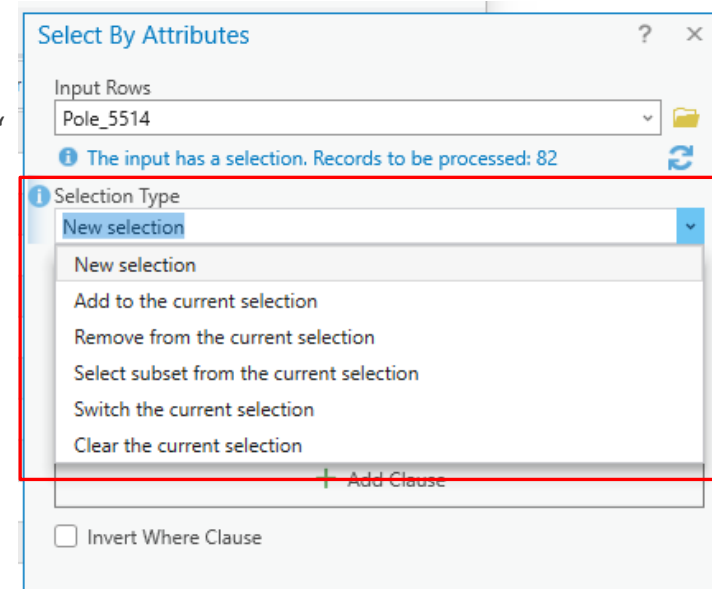 Select By Attributes
?
Input Rows
Pole_5514
The input has a selection. Records to be processed: 82
Selection Type
New selection
New selection
Add to the current selection
Remove from the current selection
Select subset from the current selection
Switch the current selection
Clear the current selection
Add Clause
Invert Where Clause